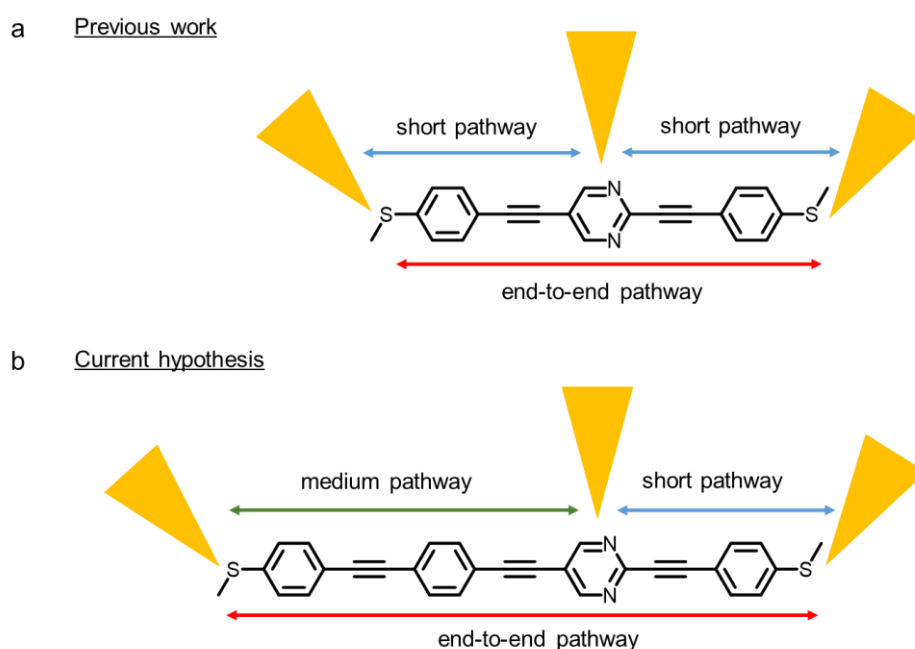 a Previous work
short pathway short pathway
N
S S
N
end-to-end pathway
b Current hypothesis
medium pathway short pathway
N
S S
N
end-to-end pathway